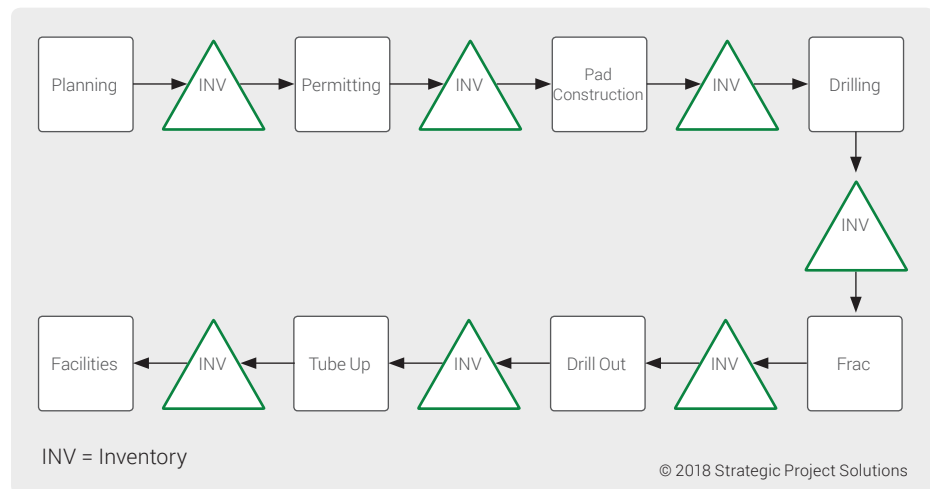 Planning
INV
Permitting
INV
Pad
Construction
INV
Drilling
INV
Frac
INV
Drill Out
INV
Tube Up
INV
Facilities
INV = Inventory
© 2018 Strategic Project Solutions